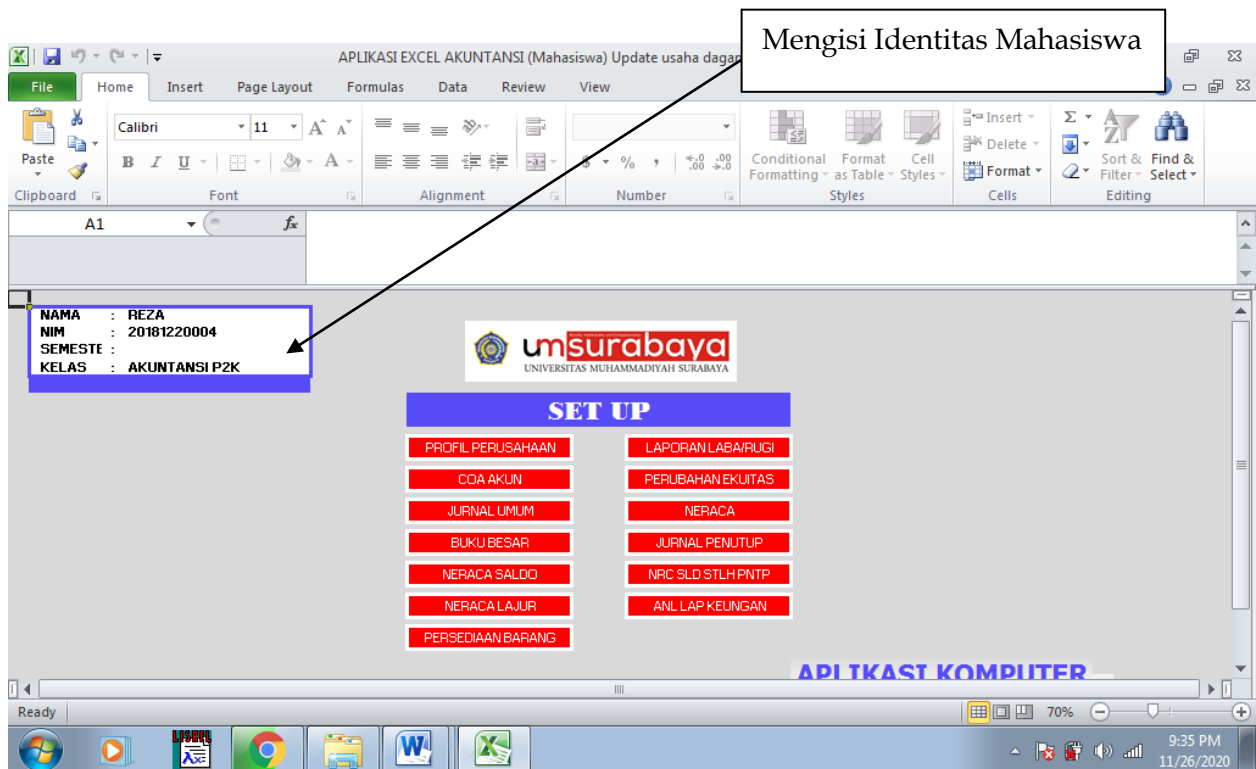 Mengisi Identitas Mahasiswa
APLIKASI EXCEL AKUNTANSI (Mahasiswa) Update usaha dagan
File Home Insert Page Layout Formulas Data Review View
Paste
Clipboard
Calibri 11
B I U
Font
Alignment
$ % ,
Number
Conditional Formatting
Format as Table
Cell Styles
Styles
Insert
Delete
Format
Cells
Sort & Filter
Find & Select
Editing
A1 fx
NAMA : REZA
NIM : 20181220004
SEMESTE :
KELAS : AKUNTANSI P2K
umsurabaya
UNIVERSITAS MUHAMMADIYAH SURABAYA
SET UP
PROFIL PERUSAHAAN
COA AKUN
JURNAL UMUM
BUKU BESAR
NERACA SALDO
NERACA LAJUR
PERSEDIAAN BARANG
LAPORAN LABA/RUGI
PERUBAHAN EKUITAS
NERACA
JURNAL PENUTUP
NRC SLD STLH PNTP
ANL LAP KEUNGAN
APLIKASI KOMPUTER
Ready
70%
9:35 PM
11/26/2020